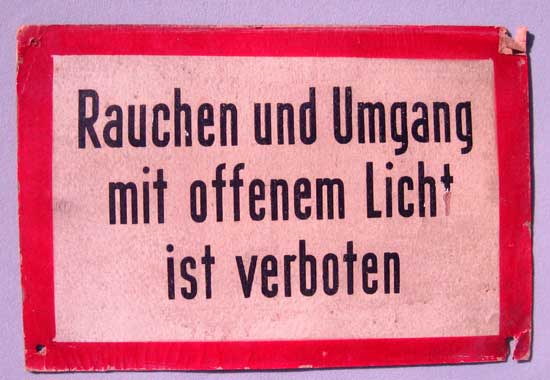 Rauchen und Umgang
mit offenem Licht
ist verboten